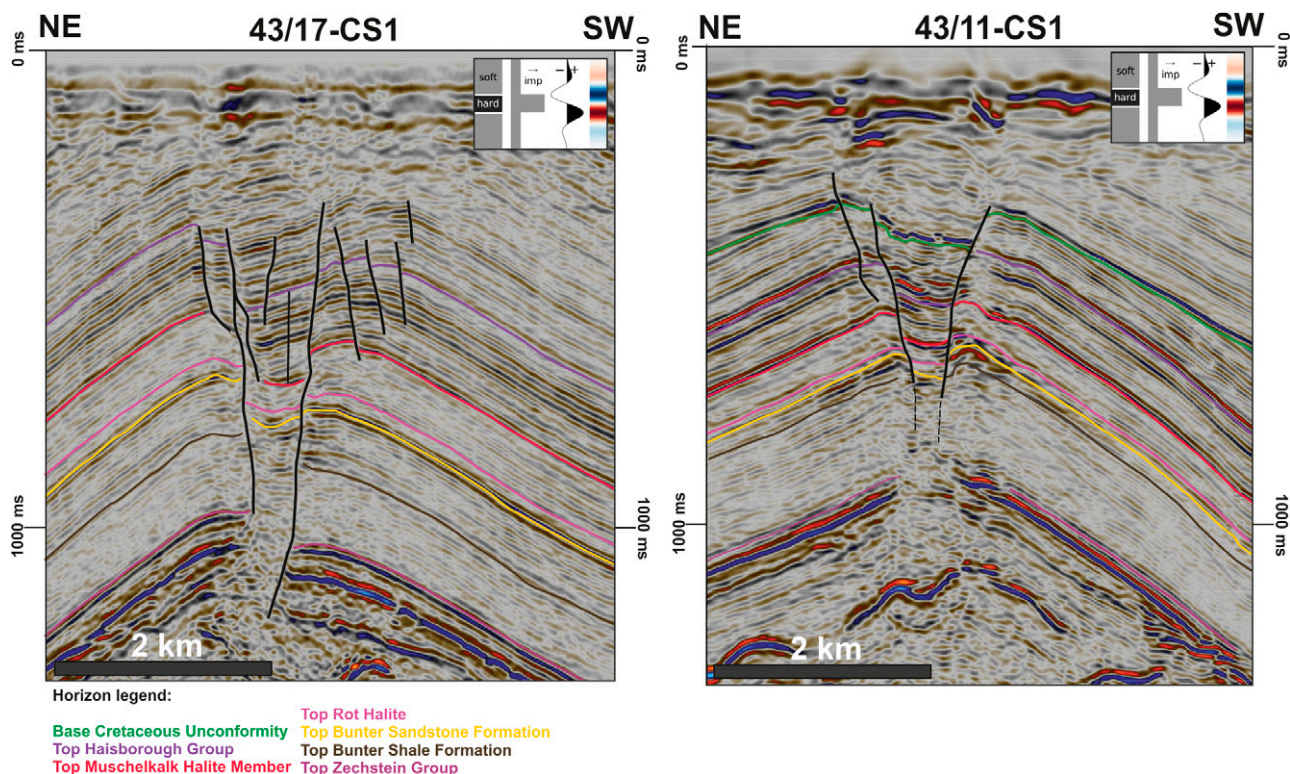 NE 43/17-CS1 SW
0 ms 0 ms
soft
hard
imp
→
− +
1000 ms 1000 ms
2 km
NE 43/11-CS1 SW
0 ms 0 ms
soft
hard
imp
→
− +
1000 ms 1000 ms
2 km
Horizon legend:
Base Cretaceous Unconformity
Top Haisborough Group
Top Muschelkalk Halite Member
Top Rot Halite
Top Bunter Sandstone Formation
Top Bunter Shale Formation
Top Zechstein Group